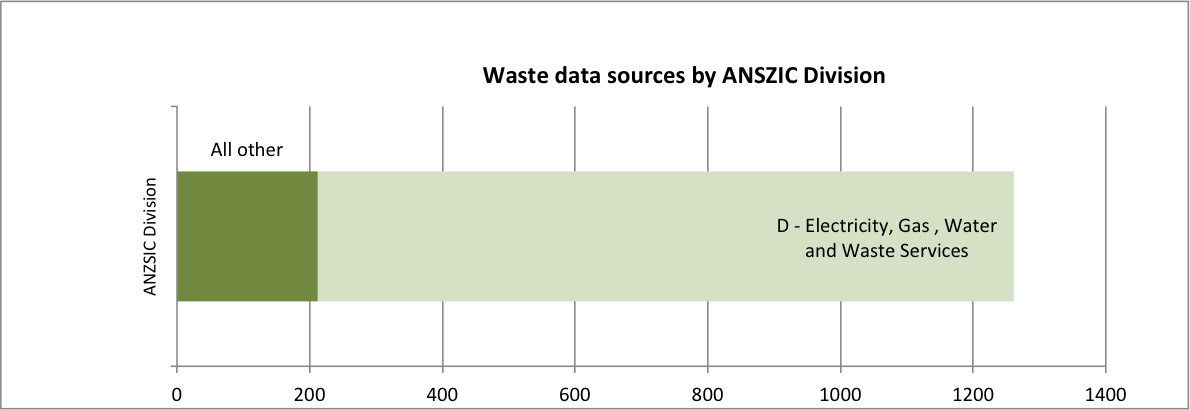 Waste data sources by ANSZIC Division
All other
ANZSIC Division
D - Electricity, Gas , Water
and Waste Services
0 200 400 600 800 1000 1200 1400